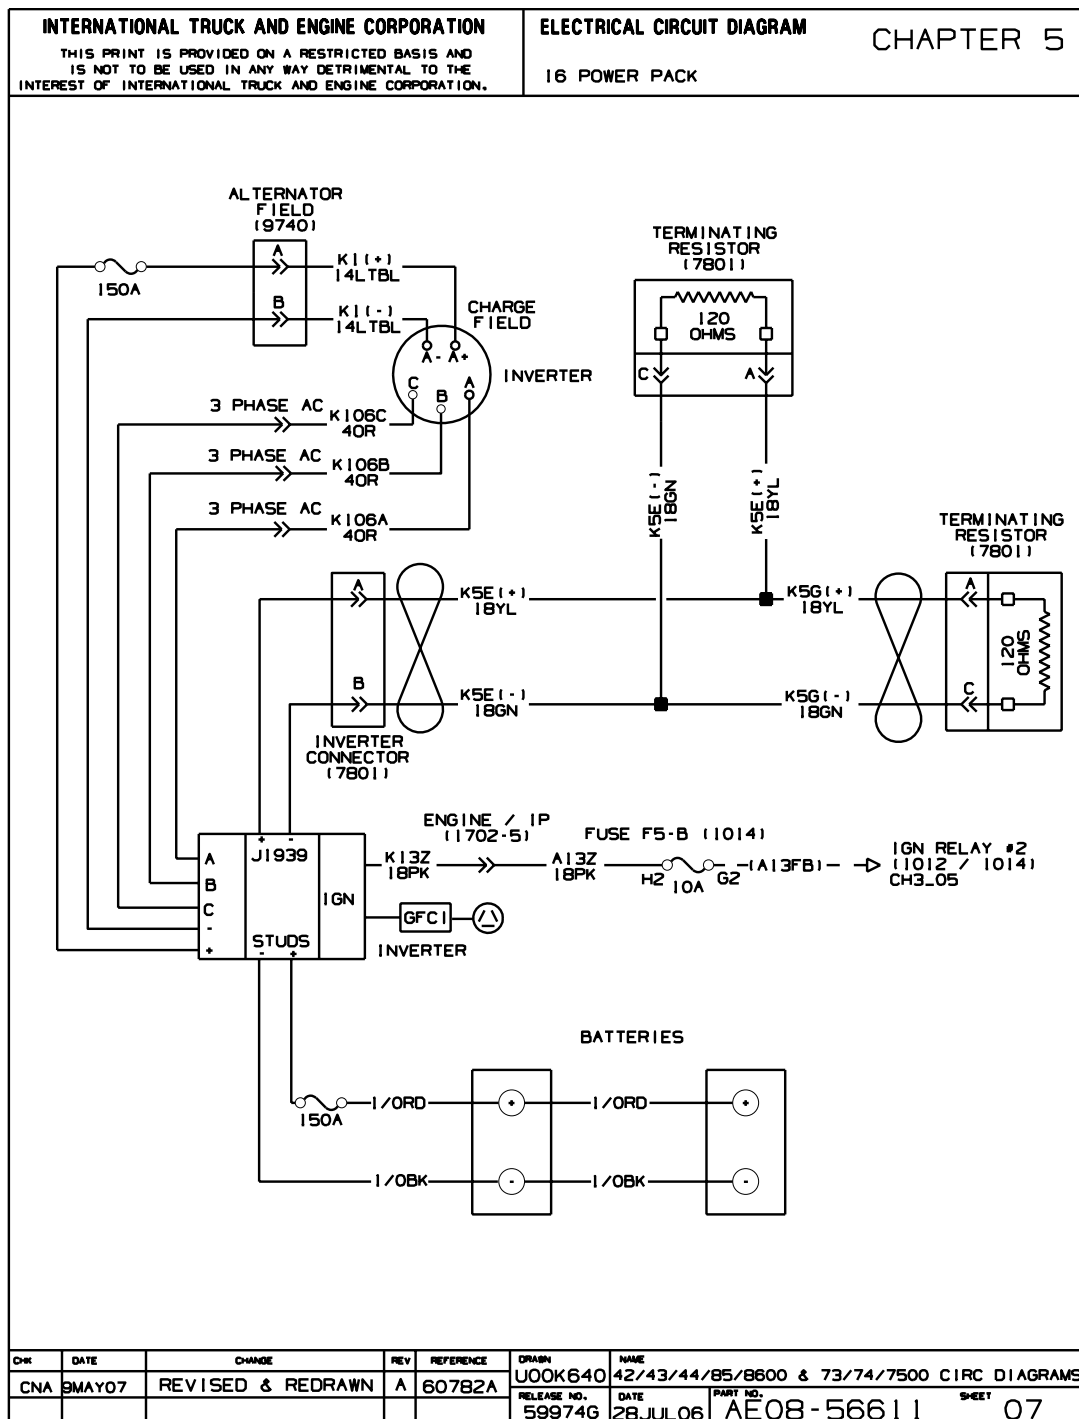 INTERNATIONAL TRUCK AND ENGINE CORPORATION
THIS PRINT IS PROVIDED ON A RESTRICTED BASIS AND
IS NOT TO BE USED IN ANY WAY DETRIMENTAL TO THE
INTEREST OF INTERNATIONAL TRUCK AND ENGINE CORPORATION.
ELECTRICAL CIRCUIT DIAGRAM
16 POWER PACK
CHAPTER 5
ALTERNATOR
FIELD
(9740)
A
B
150A
K1(+)
14LTBL
K1(-)
14LTBL
CHARGE
FIELD
A- A+
C B A
INVERTER
3 PHASE AC
K106C
40R
3 PHASE AC
K106B
40R
3 PHASE AC
K106A
40R
TERMINATING
RESISTOR
(7801)
120
OHMS
C A
K5E(-)
18GN
K5E(+)
18YL
TERMINATING
RESISTOR
(7801)
A
120
OHMS
C
A
K5E(+)
18YL
K5G(+)
18YL
B
K5E(-)
18GN
K5G(-)
18GN
INVERTER
CONNECTOR
(7801)
+ -
J1939
A
B
C
-
+
IGN
STUDS
- +
K13Z
18PK
ENGINE / IP
(1702-5)
A13Z
18PK
FUSE F5-B (1014)
H2 10A G2
(A13FB)
IGN RELAY #2
(1012 / 1014)
CH3_05
GFCI
INVERTER
BATTERIES
150A
1/0RD
+
1/0RD
+
1/0BK
-
1/0BK
-
CHK DATE CHANGE REV REFERENCE
CNA 9MAY07 REVISED & REDRAWN A 60782A
DRAWN
U00K640
NAME
42/43/44/85/8600 & 73/74/7500 CIRC DIAGRAMS
RELEASE NO.
59974G
DATE
28JUL06
PART NO.
AE08-56611
SHEET
07